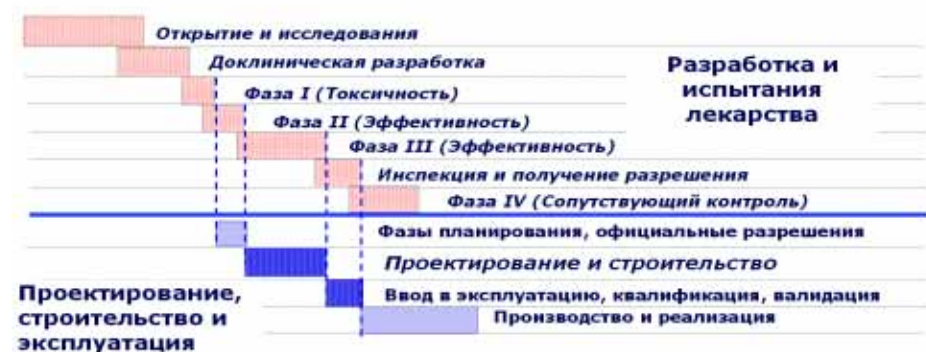 Открытие и исследования
Доклиническая разработка
Разработка и
испытания
лекарства
Фаза I (Токсичность)
Фаза II (Эффективность)
Фаза III (Эффективность)
Инспекция и получение разрешения
Фаза IV (Сопутствующий контроль)
Фазы планирования, официальные разрешения
Проектирование и строительство
Проектирование,
строительство и
эксплуатация
Ввод в эксплуатацию, квалификация, валидация
Производство и реализация